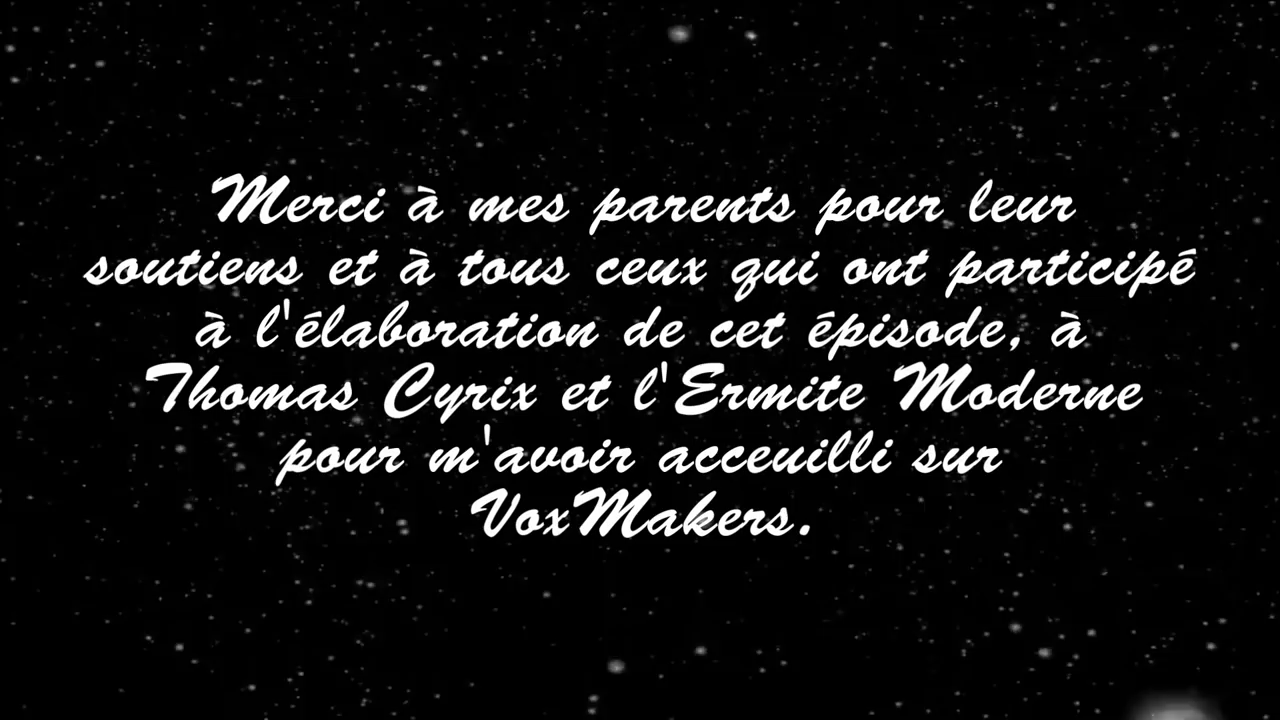 Merci à mes parents pour leur
soutiens et à tous ceux qui ont participé
à l'élaboration de cet épisode, à
Thomas Cyrix et l'Ermite Moderne
pour m'avoir acceuilli sur
VoxMakers.